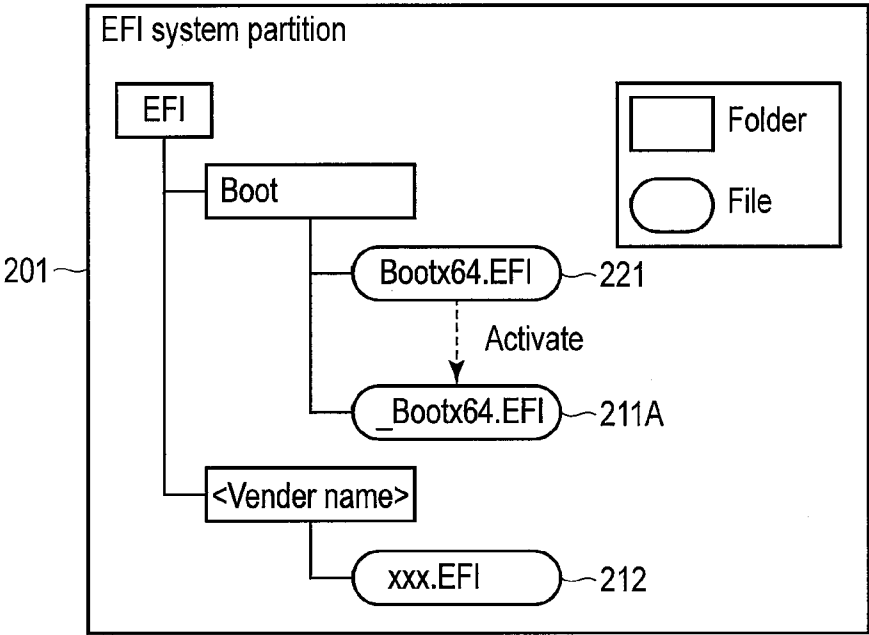 EFI system partition
EFI
Folder
Boot
File
201
Bootx64.EFI
221
Activate
_Bootx64.EFI
211A
<Vender name>
xxx.EFI
212